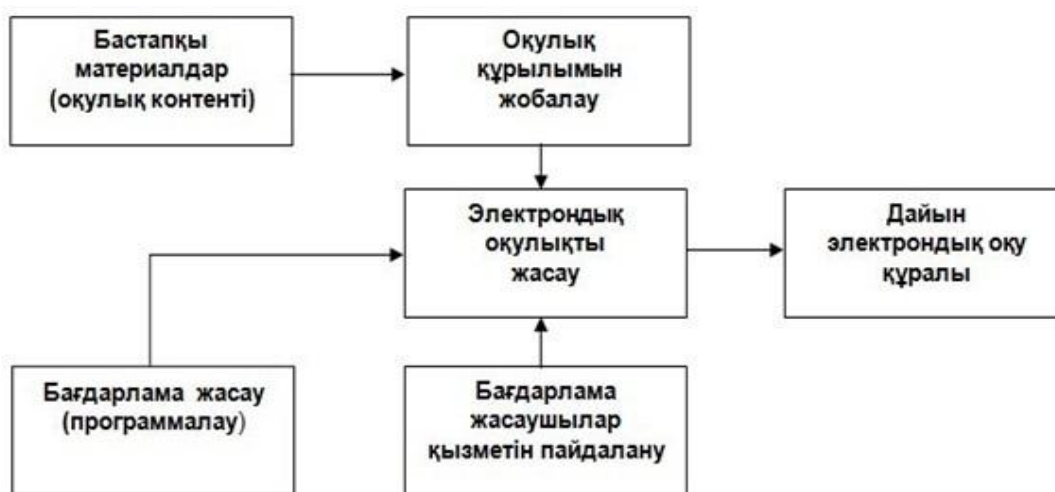 Бастапқы
материалдар
(оқулық контенті)
Оқулық
құрылымын
жобалау
Электрондық
оқулықты
жасау
Дайын
электрондық оқу
құралы
Бағдарлама жасау
(программалау)
Бағдарлама
жасаушылар
қызметін пайдалану